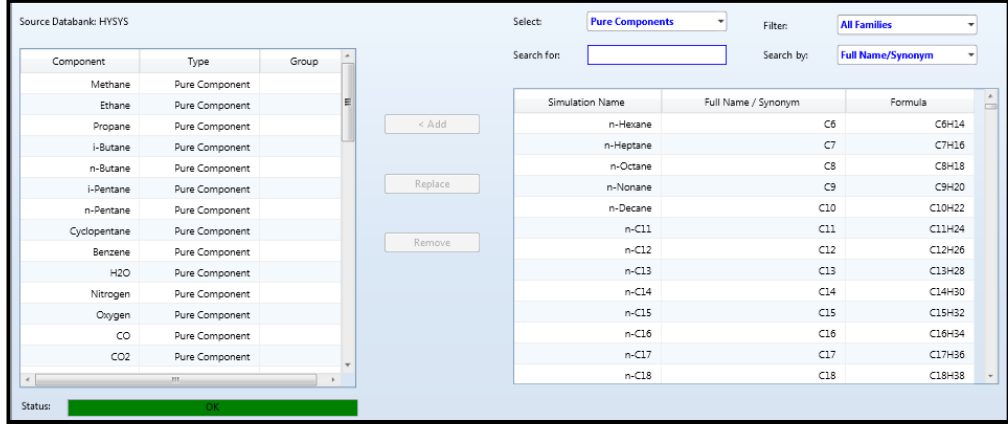 Source Databank: HYSYS
Select: Pure Components Filter: All Families
Search for: Search by: Full Name/Synonym
Component Type Group
Methane Pure Component
Ethane Pure Component
Propane Pure Component
i-Butane Pure Component
n-Butane Pure Component
i-Pentane Pure Component
n-Pentane Pure Component
Cyclopentane Pure Component
Benzene Pure Component
H2O Pure Component
Nitrogen Pure Component
Oxygen Pure Component
CO Pure Component
CO2 Pure Component
Status: OK
< Add
Replace
Remove
Simulation Name Full Name / Synonym Formula
n-Hexane C6 C6H14
n-Heptane C7 C7H16
n-Octane C8 C8H18
n-Nonane C9 C9H20
n-Decane C10 C10H22
n-C11 C11 C11H24
n-C12 C12 C12H26
n-C13 C13 C13H28
n-C14 C14 C14H30
n-C15 C15 C15H32
n-C16 C16 C16H34
n-C17 C17 C17H36
n-C18 C18 C18H38